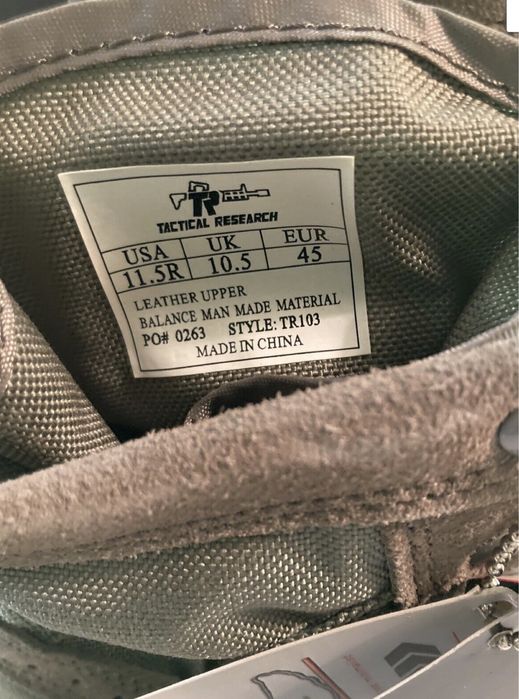 TR
TACTICAL RESEARCH
USA UK EUR
11.5R 10.5 45
LEATHER UPPER
BALANCE MAN MADE MATERIAL
PO# 0263 STYLE: TR103
MADE IN CHINA